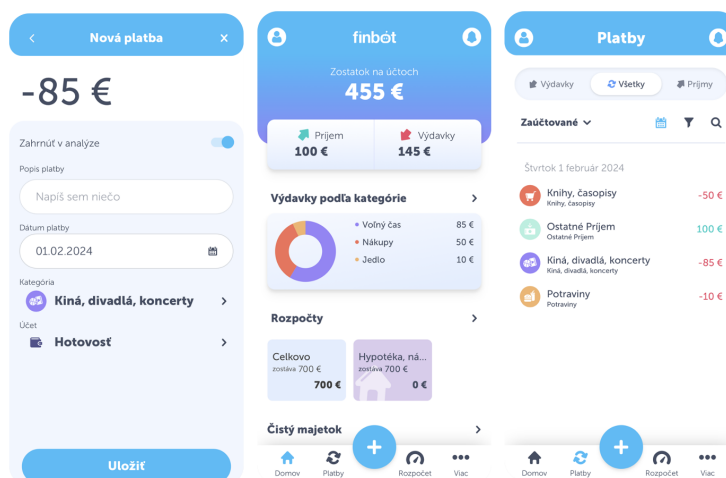 Nová platba
-85 €
Zahrnúť v analýze
Popis platby
Napíš sem niečo
Dátum platby
01.02.2024
Kategória
Kiná, divadlá, koncerty
Účet
Hotovosť
Uložiť
finbot
Zostatok na účtoch
455 €
Príjem
100 €
Výdavky
145 €
Výdavky podľa kategórie
Voľný čas 85 €
Nákupy 50 €
Jedlo 10 €
Rozpočty
Celkovo
zostáva 700 €
700 €
Hypotéka, ná...
zostáva 700 €
0 €
Čistý majetok
Domov Platby Rozpočet Viac
Platby
Výdavky Všetky Príjmy
Zaúčtované
Štvrtok 1 február 2024
Knihy, časopisy -50 €
Knihy, časopisy
Ostatné Príjem 100 €
Ostatné Príjem
Kiná, divadlá, koncerty -85 €
Kiná, divadlá, koncerty
Potraviny -10 €
Potraviny
Domov Platby Rozpočet Viac